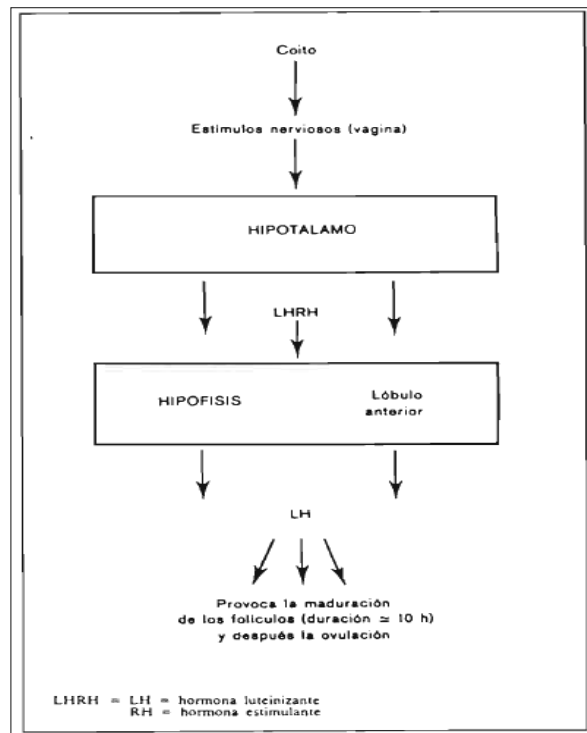 Coito
Estímulos nerviosos (vagina)
HIPOTALAMO
LHRH
HIPOFISIS
Lóbulo
anterior
LH
Provoca la maduración
de los folículos (duración ≃ 10 h)
y después la ovulación
LHRH = LH = hormona luteinizante
RH = hormona estimulante